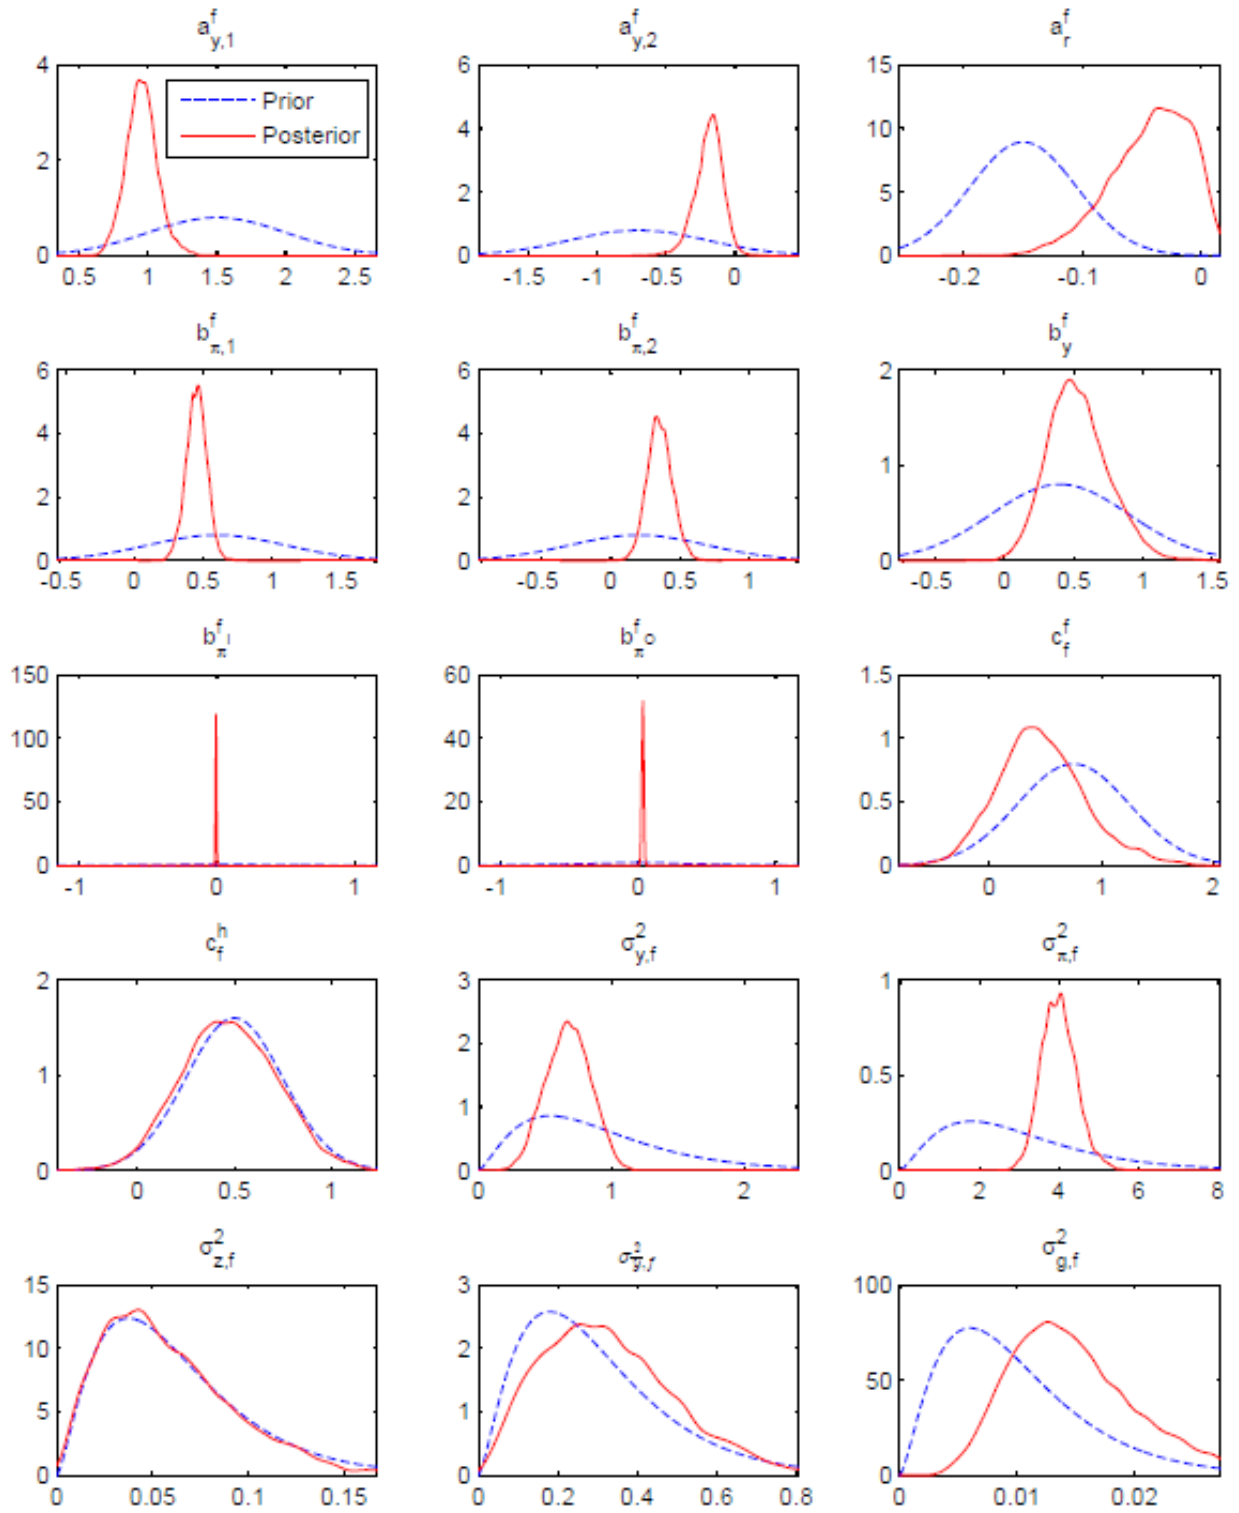 a^f_{y,1} a^f_{y,2} a^f_r
4 6 15
Prior
Posterior
4 10
2
2 5
0 0 0
0.5 1 1.5 2 2.5 -1.5 -1 -0.5 0 -0.2 -0.1 0
b^f_{π,1} b^f_{π,2} b^f_y
6 6 2
4 4
1
2 2
0 0 0
-0.5 0 0.5 1 1.5 -0.5 0 0.5 1 -0.5 0 0.5 1 1.5
b^f_{π^I} b^f_{π^O} c^f_f
150 60 1.5
100 40 1
50 20 0.5
0 0 0
-1 0 1 -1 0 1 0 1 2
c^h_f σ^2_{y,f} σ^2_{π,f}
2 3 1
2
1 0.5
1
0 0 0
0 0.5 1 0 1 2 0 2 4 6 8
σ^2_{z,f} σ^2_{ȳ,f} σ^2_{g,f}
15 3 100
10 2
50
5 1
0 0 0
0 0.05 0.1 0.15 0 0.2 0.4 0.6 0.8 0 0.01 0.02